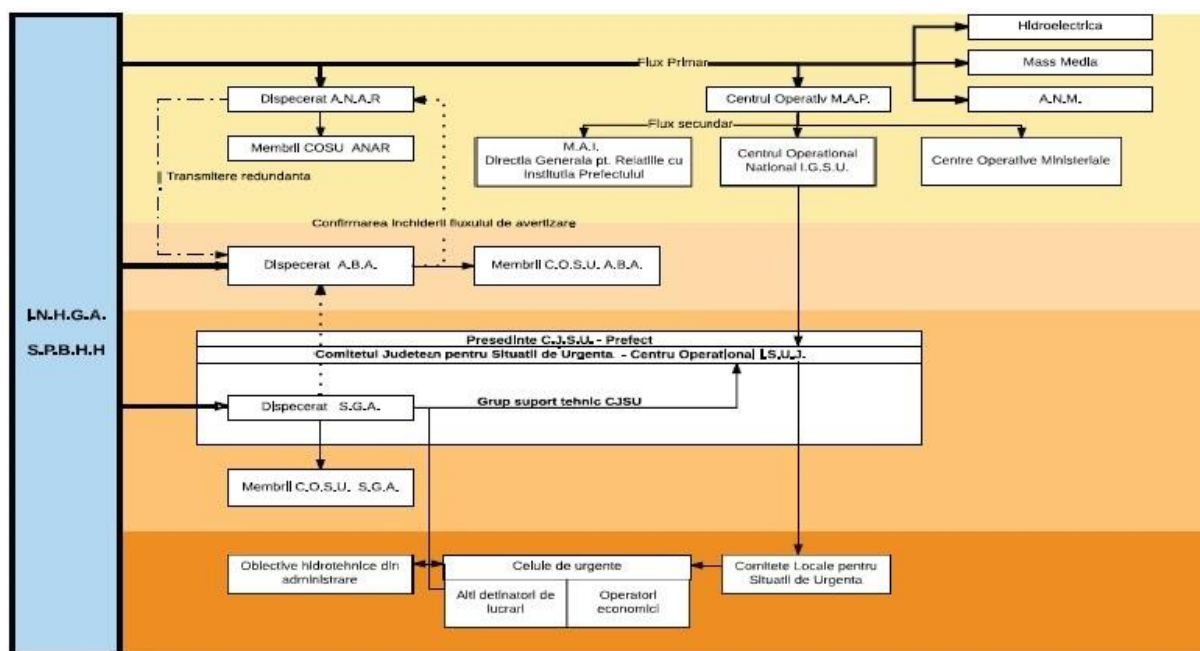 I.N.H.G.A.
S.P.B.H.H
Hidroelectrica
Flux Primar
Mass Media
Dispecerat A.N.A.R
Centrul Operativ M.A.P.
A.N.M.
Flux secundar
Membrii COSU ANAR
M.A.I.
Directia Generala pt. Relatiile cu
Institutia Prefectului
Centrul Operational
National I.G.S.U.
Centre Operative Ministeriale
Transmitere redundanta
Confirmarea inchiderii fluxului de avertizare
Dispecerat A.B.A.
Membrii C.O.S.U. A.B.A.
Presedinte C.J.S.U. - Prefect
Comitetul Judetean pentru Situatii de Urgenta - Centru Operational I.S.U.J.
Dispecerat S.G.A.
Grup suport tehnic CJSU
Membrii C.O.S.U. S.G.A.
Obiective hidrotehnice din
administrare
Celule de urgente
Alti detinatori de
lucrari
Operatori
economici
Comitete Locale pentru
Situatii de Urgenta